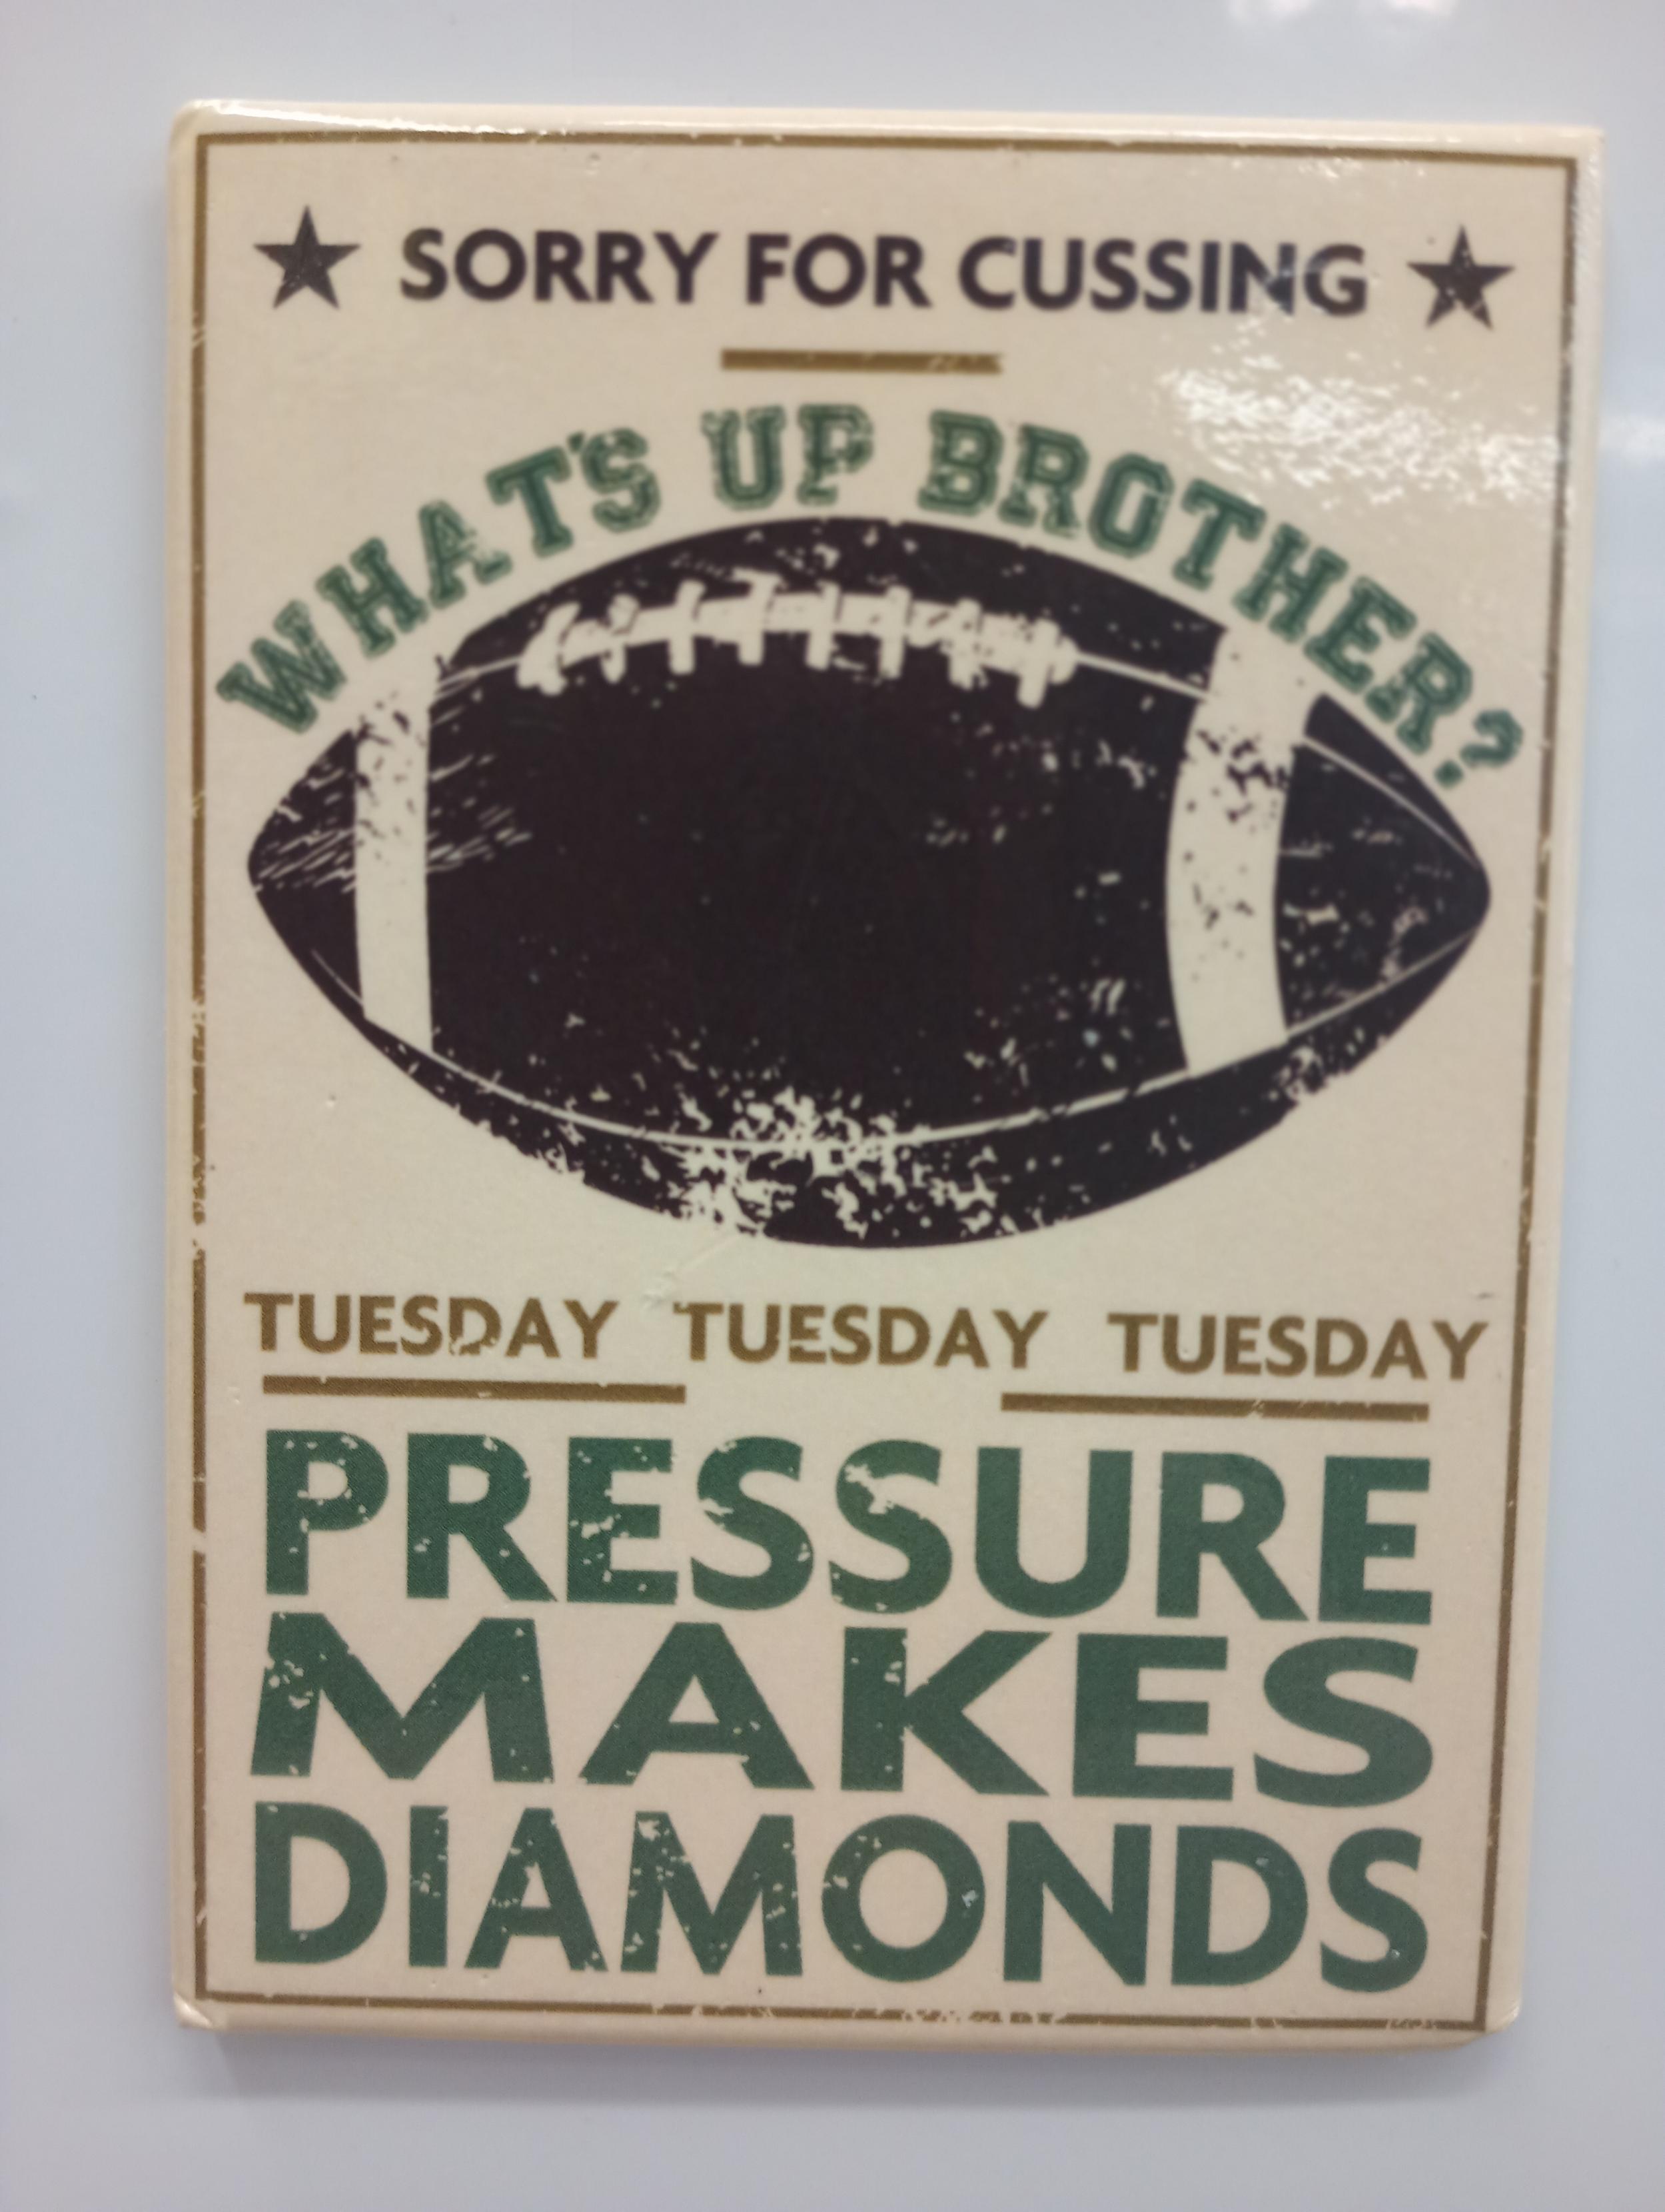 SORRY FOR CUSSING
WHAT'S UP BROTHER?
TUESDAY TUESDAY TUESDAY
PRESSURE
MAKES
DIAMONDS